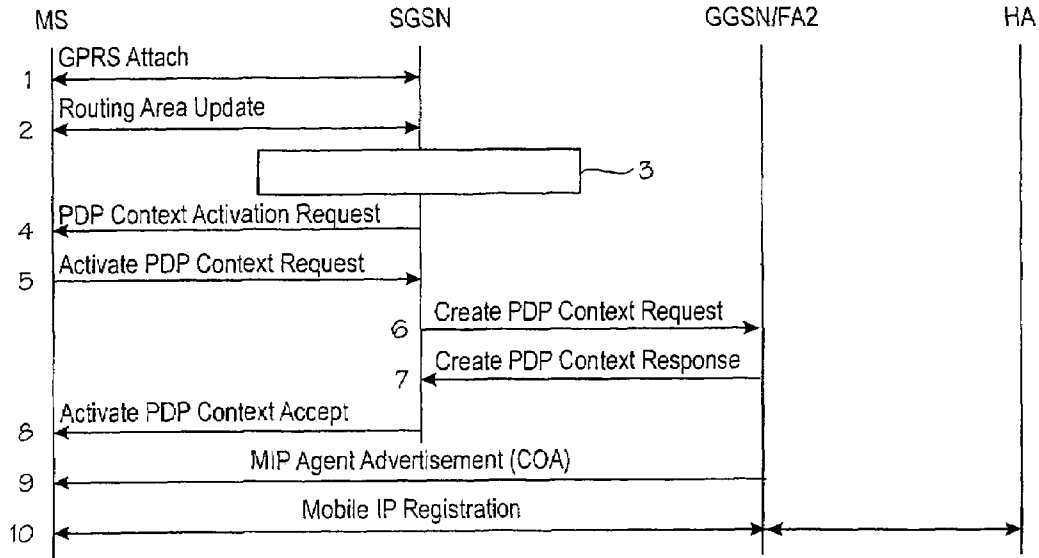 MS SGSN GGSN/FA2 HA
1 GPRS Attach
2 Routing Area Update
3
4 PDP Context Activation Request
5 Activate PDP Context Request
6 Create PDP Context Request
7 Create PDP Context Response
8 Activate PDP Context Accept
9 MIP Agent Advertisement (COA)
10 Mobile IP Registration